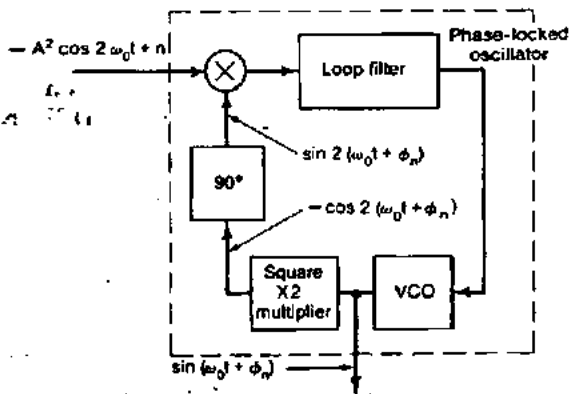 Phase-locked
oscillator
− A² cos 2 ω₀t + n
Loop filter
sin 2 (ω₀t + ϕₙ)
90°
− cos 2 (ω₀t + ϕₙ)
Square
X2
multiplier
VCO
sin (ω₀t + ϕₙ)